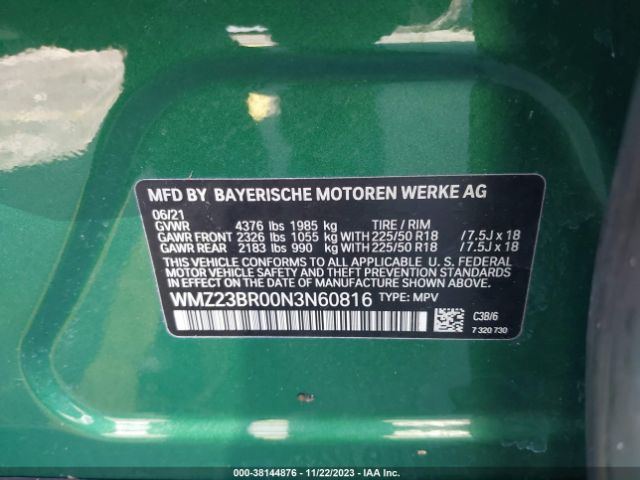 MFD BY BAYERISCHE MOTOREN WERKE AG
06/21
GVWR 4376 lbs 1985 kg TIRE / RIM
GAWR FRONT 2326 lbs 1055 kg WITH 225/50 R18 / 7.5J x 18
GAWR REAR 2183 lbs 990 kg WITH 225/50 R18 / 7.5J x 18
THIS VEHICLE CONFORMS TO ALL APPLICABLE U. S. FEDERAL
MOTOR VEHICLE SAFETY AND THEFT PREVENTION STANDARDS
IN EFFECT ON THE DATE OF MANUFACTURE SHOWN ABOVE.
WMZ23BR00N3N60816 TYPE: MPV
C3B/6
7 320 730
000-38144876 - 11/22/2023 - IAA Inc.